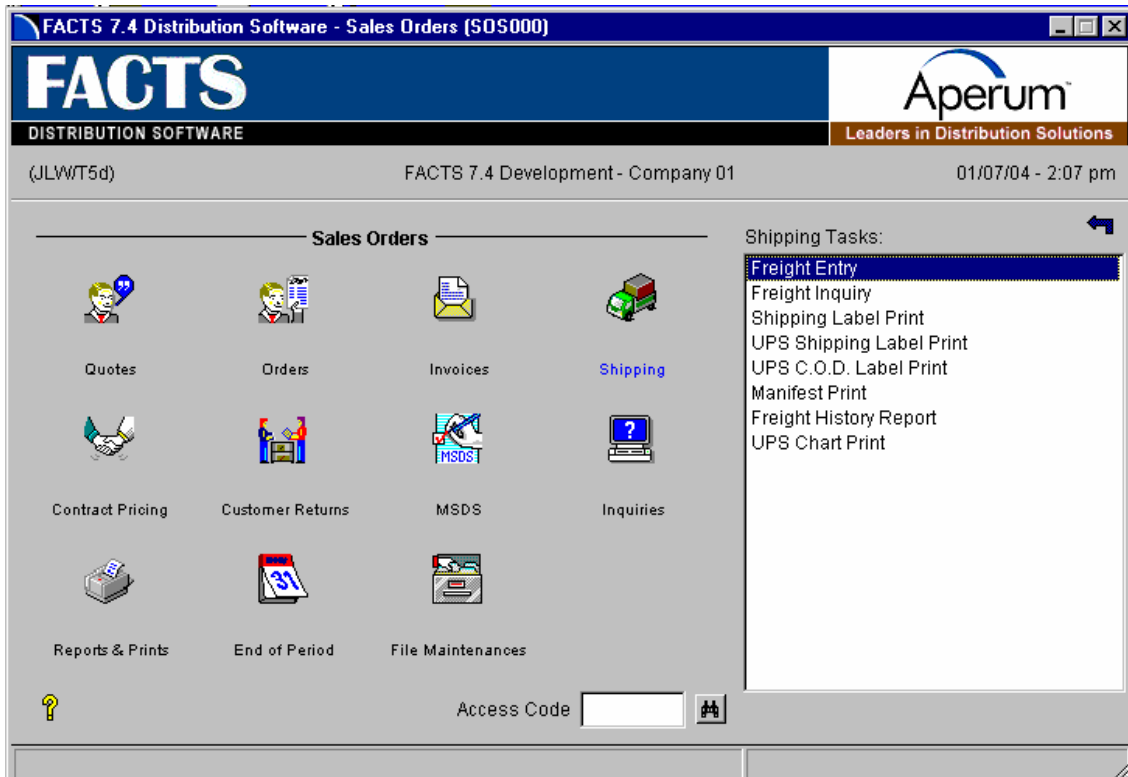 FACTS 7.4 Distribution Software - Sales Orders (SOS000)
FACTS
DISTRIBUTION SOFTWARE
Aperum™
Leaders in Distribution Solutions
(JLW/T5d)
FACTS 7.4 Development - Company 01
01/07/04 - 2:07 pm
Sales Orders
Quotes
Orders
Invoices
Shipping
MSDS
?
Contract Pricing
Customer Returns
MSDS
Inquiries
31
Reports & Prints
End of Period
File Maintenances
?
Access Code
Shipping Tasks:
Freight Entry
Freight Inquiry
Shipping Label Print
UPS Shipping Label Print
UPS C.O.D. Label Print
Manifest Print
Freight History Report
UPS Chart Print